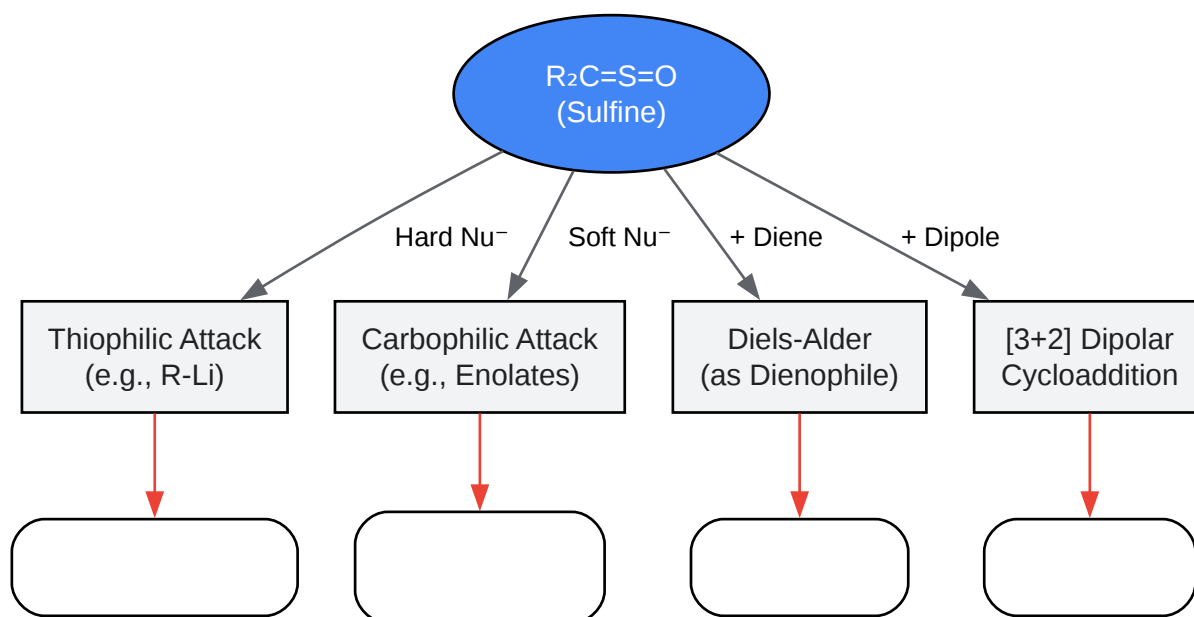 R₂C=S=O
(Sulfine)
Hard Nu⁻
Soft Nu⁻
+ Diene
+ Dipole
Thiophilic Attack
(e.g., R-Li)
Carbophilic Attack
(e.g., Enolates)
Diels-Alder
(as Dienophile)
[3+2] Dipolar
Cycloaddition